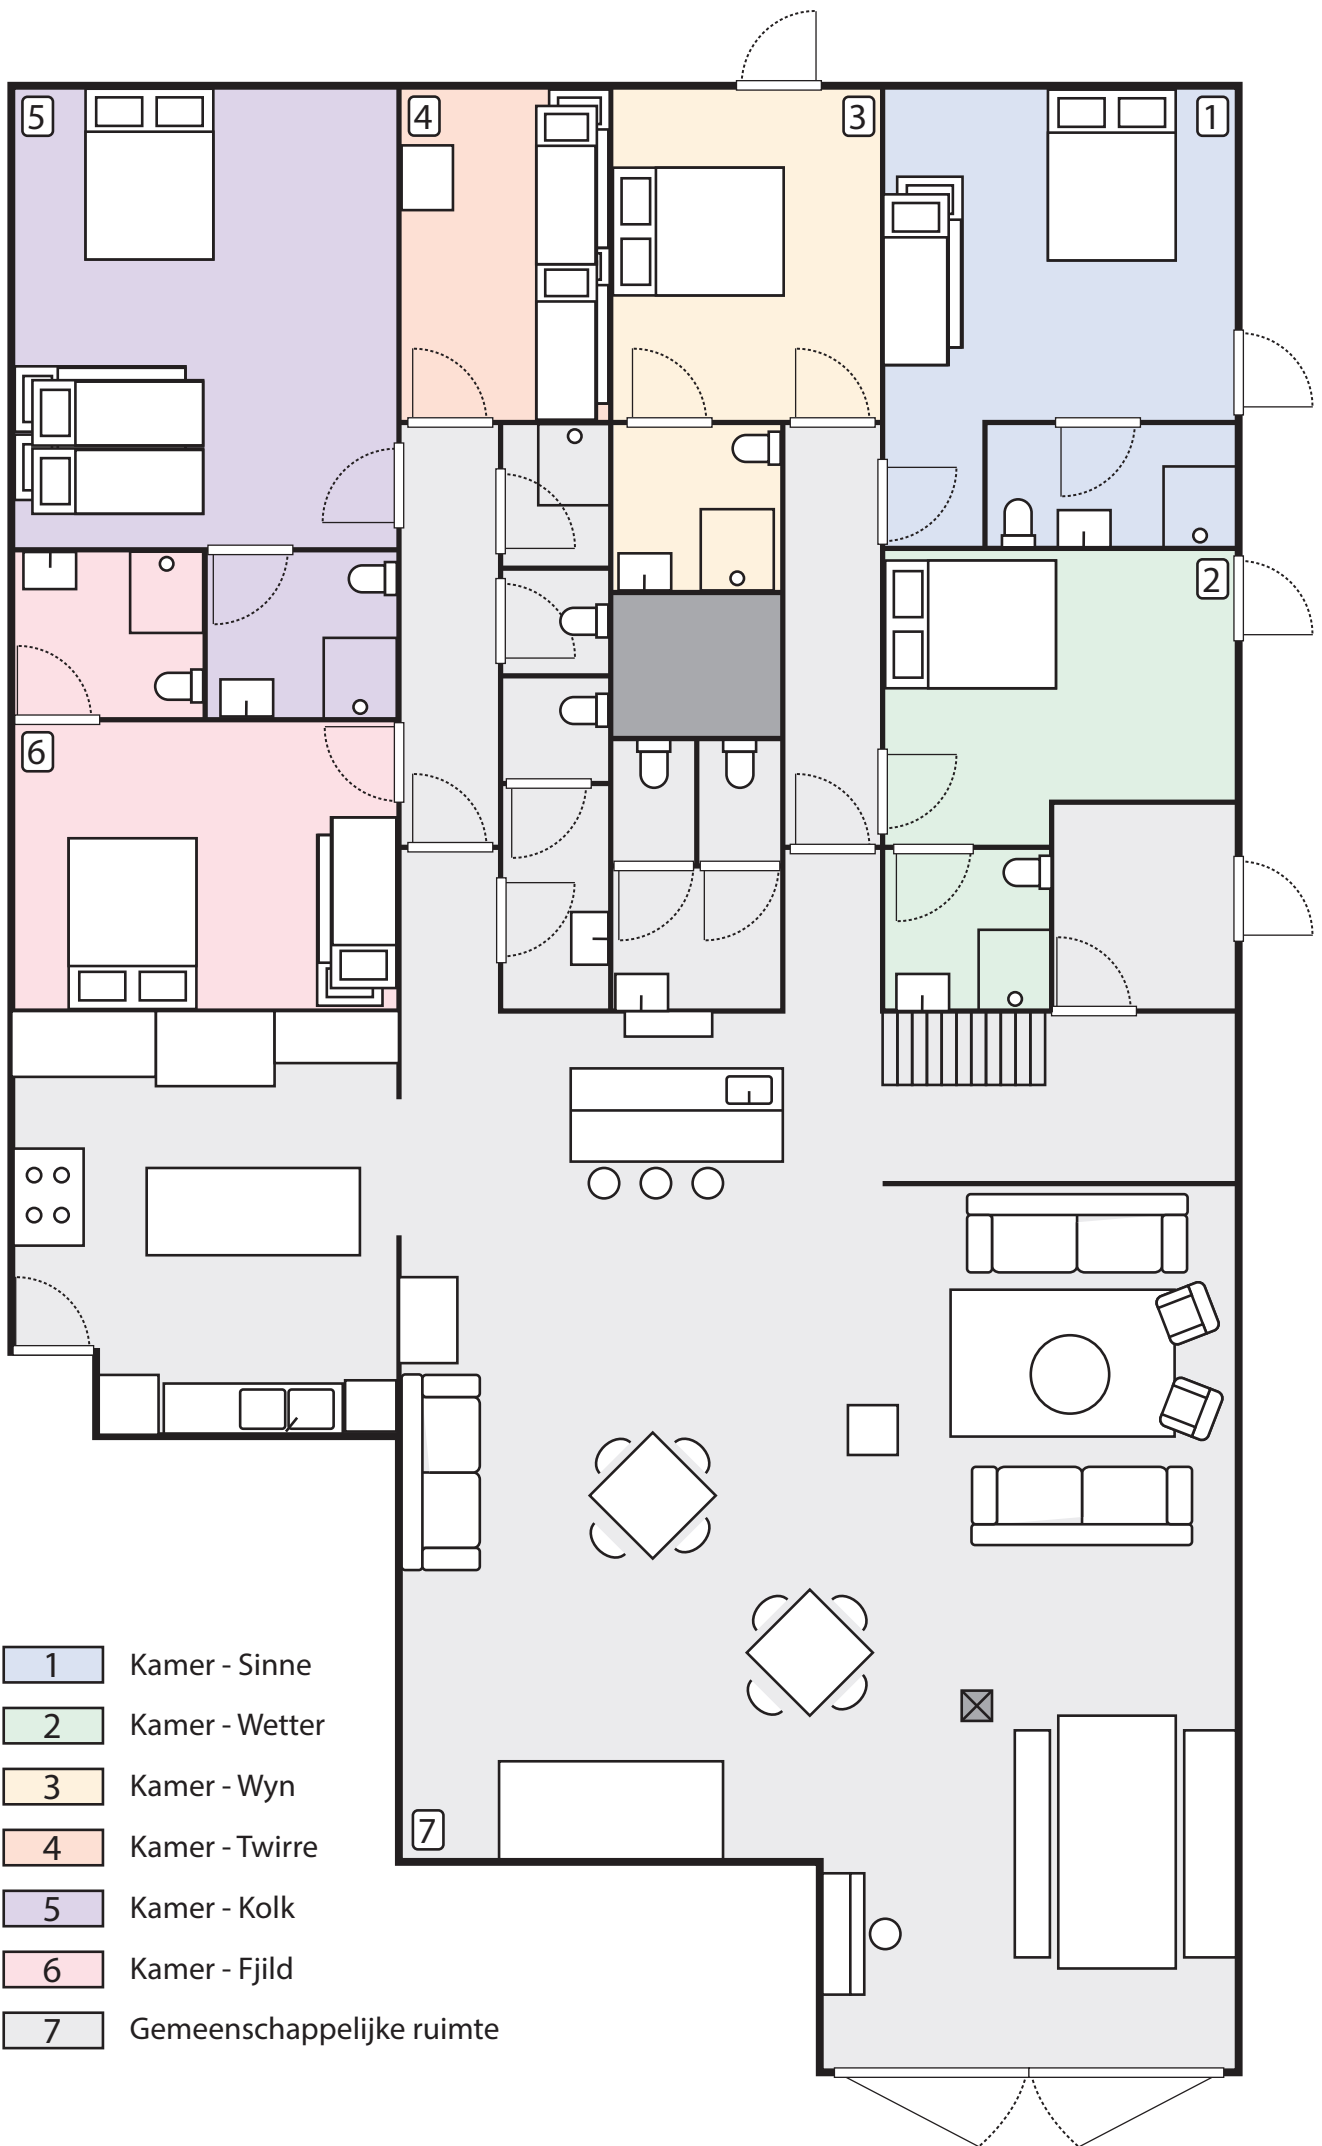 5
4
3
1
2
6
7
1 Kamer - Sinne
2 Kamer - Wetter
3 Kamer - Wyn
4 Kamer - Twirre
5 Kamer - Kolk
6 Kamer - Fjild
7 Gemeenschappelijke ruimte